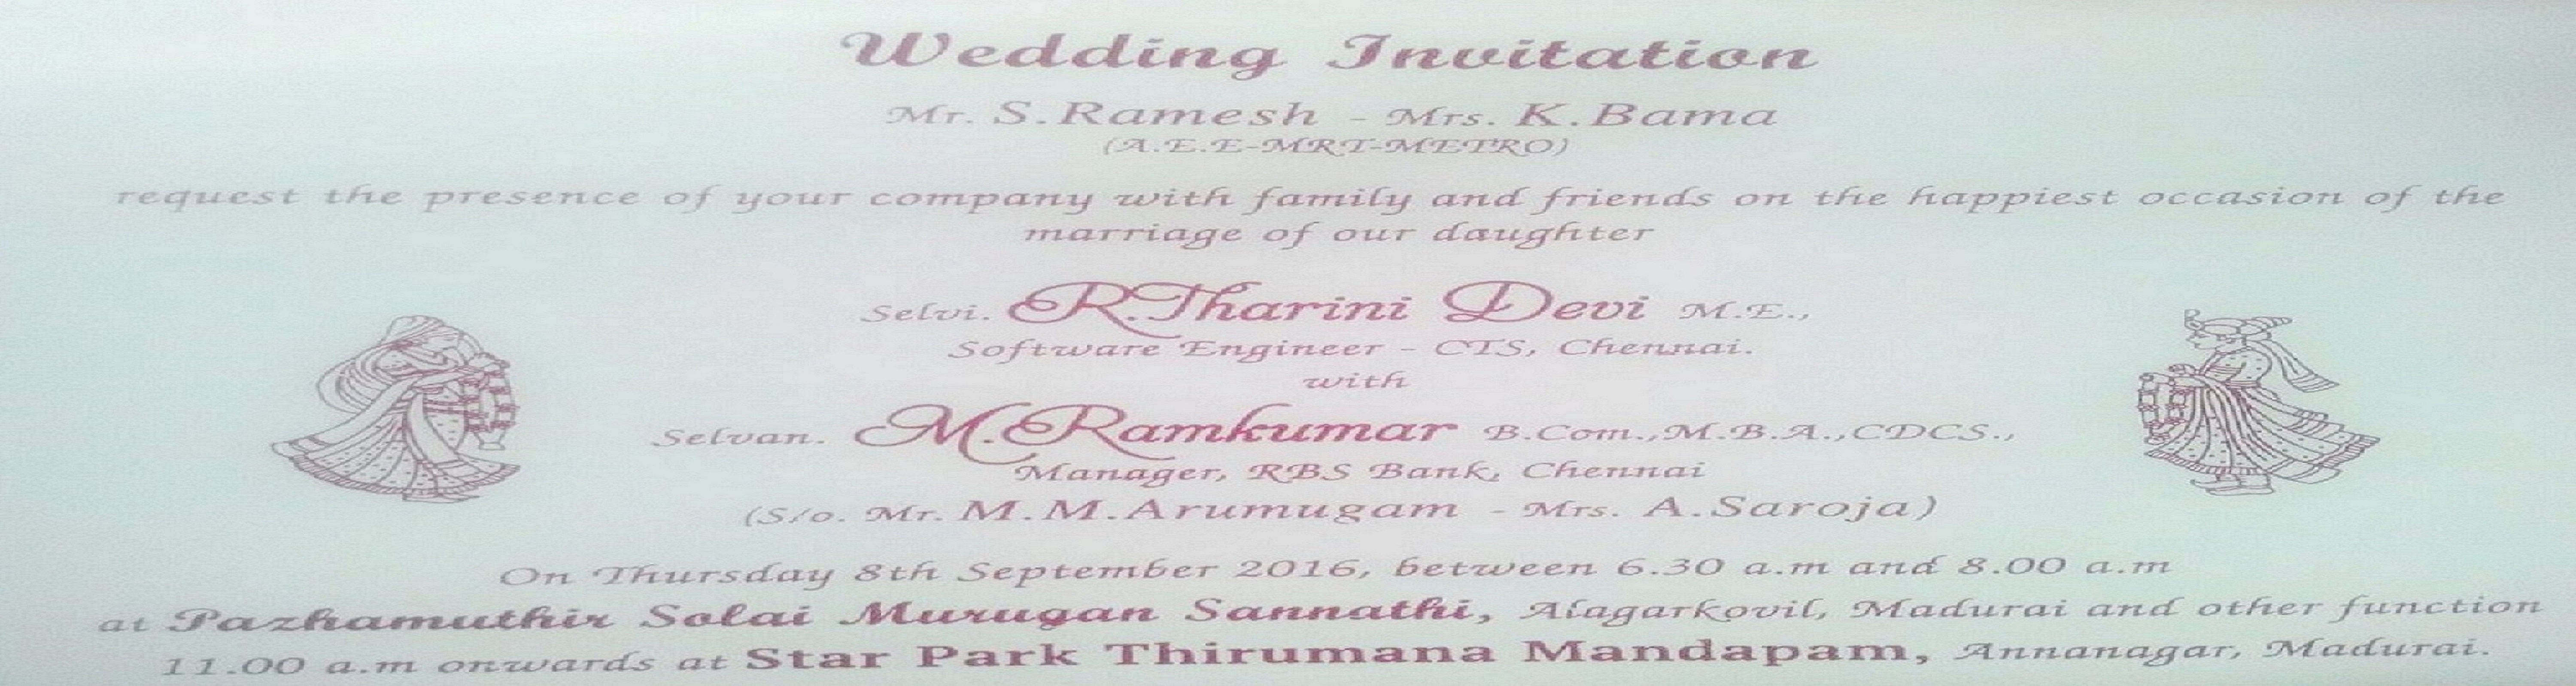 Wedding Invitation
Mr. S.Ramesh - Mrs. K.Bama
(A.E.E-MRT-METRO)
request the presence of your company with family and friends on the happiest occasion of the
marriage of our daughter
Selvi. R.Tharini Devi M.E.,
Software Engineer - CTS, Chennai.
with
Selvan. M.Ramkumar B.Com.,M.B.A.,CDCS.,
Manager, RBS Bank, Chennai
(S/o. Mr. M.M.Arumugam - Mrs. A.Saroja)
On Thursday 8th September 2016, between 6.30 a.m and 8.00 a.m
at Pazhamuthir Solai Murugan Sannathi, Alagarkovil, Madurai and other function
11.00 a.m onwards at Star Park Thirumana Mandapam, Annanagar, Madurai.